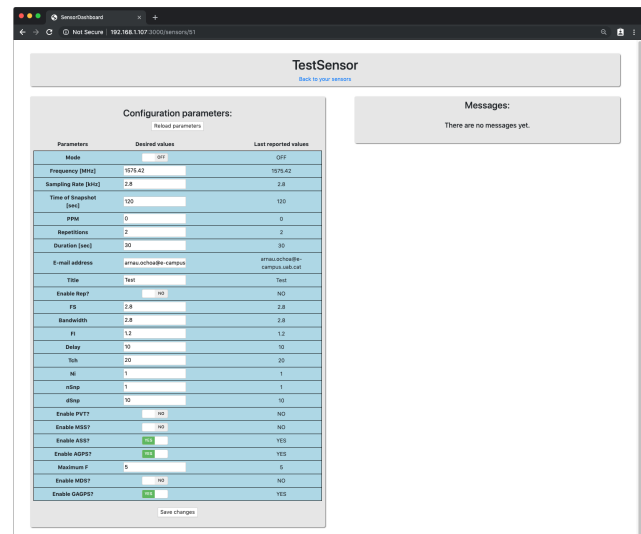 SensorDashboard
Not Secure | 192.168.1.107:3000/sensors/51
TestSensor
Back to your sensors
Configuration parameters:
Reload parameters
Parameters Desired values Last reported values
Mode OFF OFF
Frequency [MHz] 1575.42 1575.42
Sampling Rate [kHz] 2.8 2.8
Time of Snapshot [sec] 120 120
PPM 0 0
Repetitions 2 2
Duration [sec] 30 30
E-mail address arnau.ochoa@e-campus arnau.ochoa@e-campus.uab.cat
Title Test Test
Enable Rep? NO NO
FS 2.8 2.8
Bandwidth 2.8 2.8
FI 1.2 1.2
Delay 10 10
Tch 20 20
Ni 1 1
nSnp 1 1
dSnp 10 10
Enable PVT? NO NO
Enable MSS? NO NO
Enable ASS? YES YES
Enable AGPS? YES YES
Maximum F 5 5
Enable MDS? NO NO
Enable GAGPS? YES YES
Save changes
Messages:
There are no messages yet.